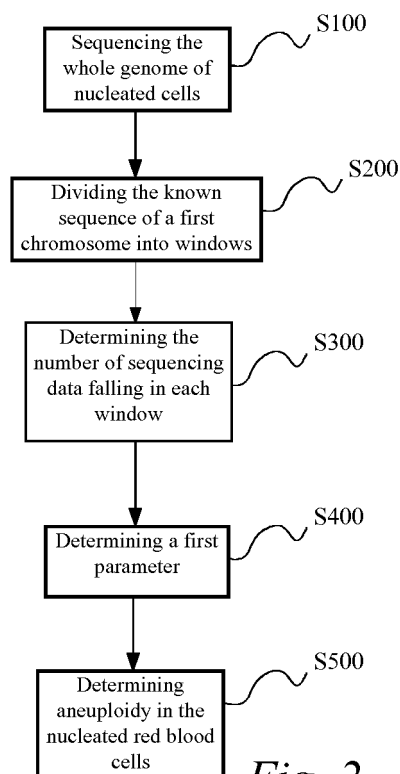 Sequencing the
whole genome of
nucleated cells
S100
Dividing the known
sequence of a first
chromosome into windows
S200
Determining the
number of sequencing
data falling in each
window
S300
Determining a first
parameter
S400
Determining
aneuploidy in the
nucleated red blood
cells
S500
Fig. 2